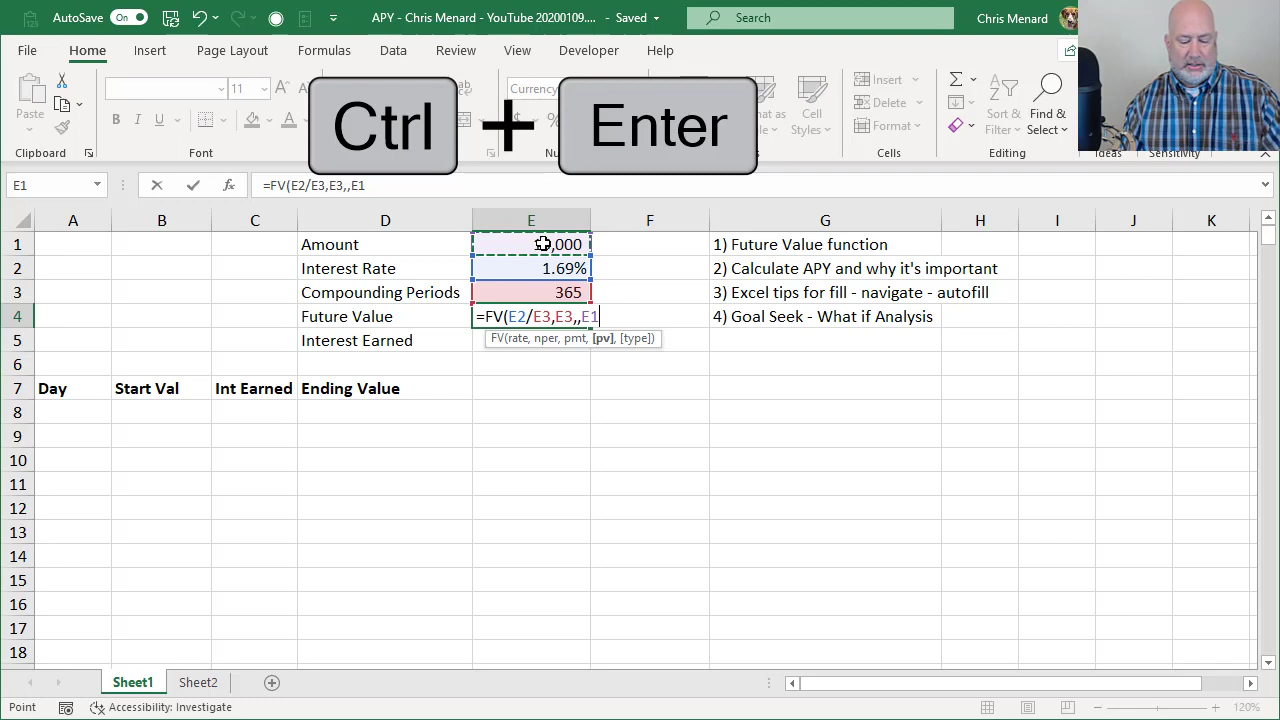 AutoSave On APY - Chris Menard - YouTube 20200109.... - Saved Search Chris Menard
File Home Insert Page Layout Formulas Data Review View Developer Help
Paste 11 A A Currency Cell Styles Insert Delete Format Sort & Filter Find & Select
B I U A %
Ctrl + Enter
Clipboard Font Cells Editing Ideas Sensitivity
E1 fx =FV(E2/E3,E3,,E1
A B C D E F G H I J K
1 Amount ,000 1) Future Value function
2 Interest Rate 1.69% 2) Calculate APY and why it's important
3 Compounding Periods 365 3) Excel tips for fill - navigate - autofill
4 Future Value =FV(E2/E3,E3,,E1 4) Goal Seek - What if Analysis
FV(rate, nper, pmt, [pv], [type])
5 Interest Earned
6
7 Day Start Val Int Earned Ending Value
8
9
10
11
12
13
14
15
16
17
18
Sheet1 Sheet2
Point Accessibility: Investigate 120%